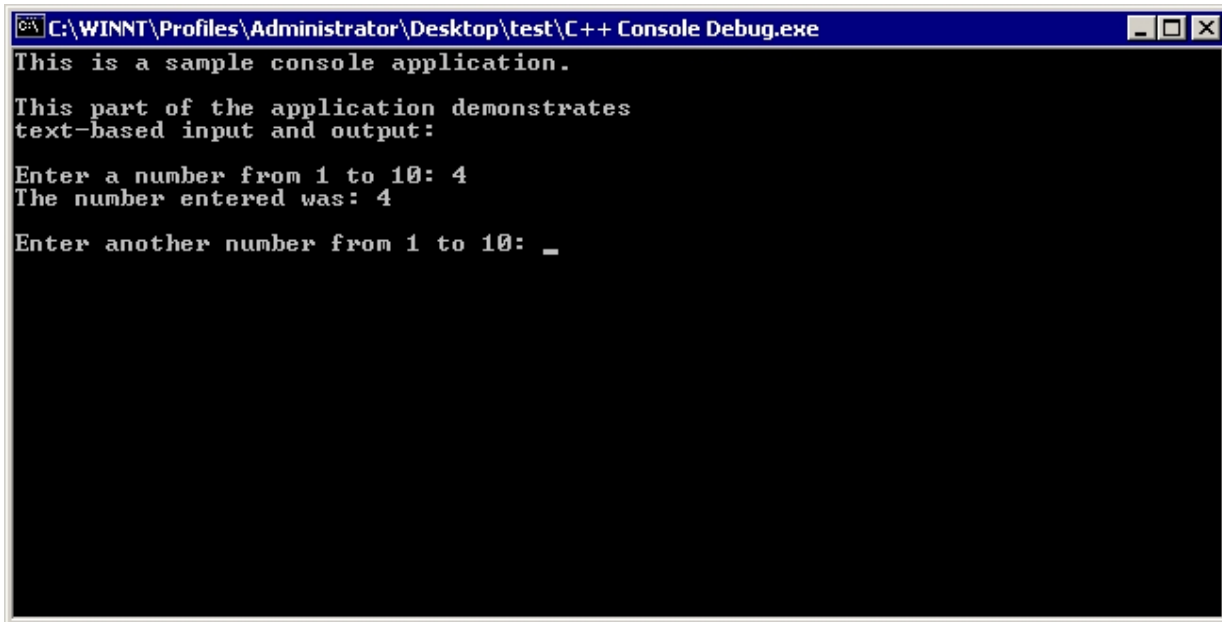 C:\WINNT\Profiles\Administrator\Desktop\test\C++ Console Debug.exe
This is a sample console application.
This part of the application demonstrates
text-based input and output:
Enter a number from 1 to 10: 4
The number entered was: 4
Enter another number from 1 to 10: _